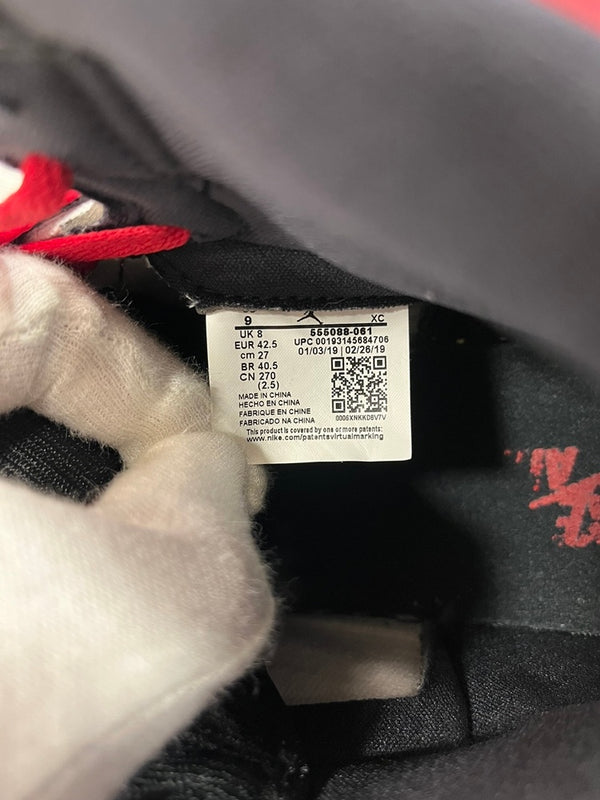 9 XC
UK 8 555088-061
EUR 42.5 UPC 00193145684706
cm 27 01/03/19 | 02/26/19
BR 40.5
CN 270
(2.5)
MADE IN CHINA
HECHO EN CHINA
FABRIQUE EN CHINE
FABRICADO NA CHINA
0006XNKKD8V7V
This product is covered by one or more patents:
www.nike.com/patentsvirtualmarking